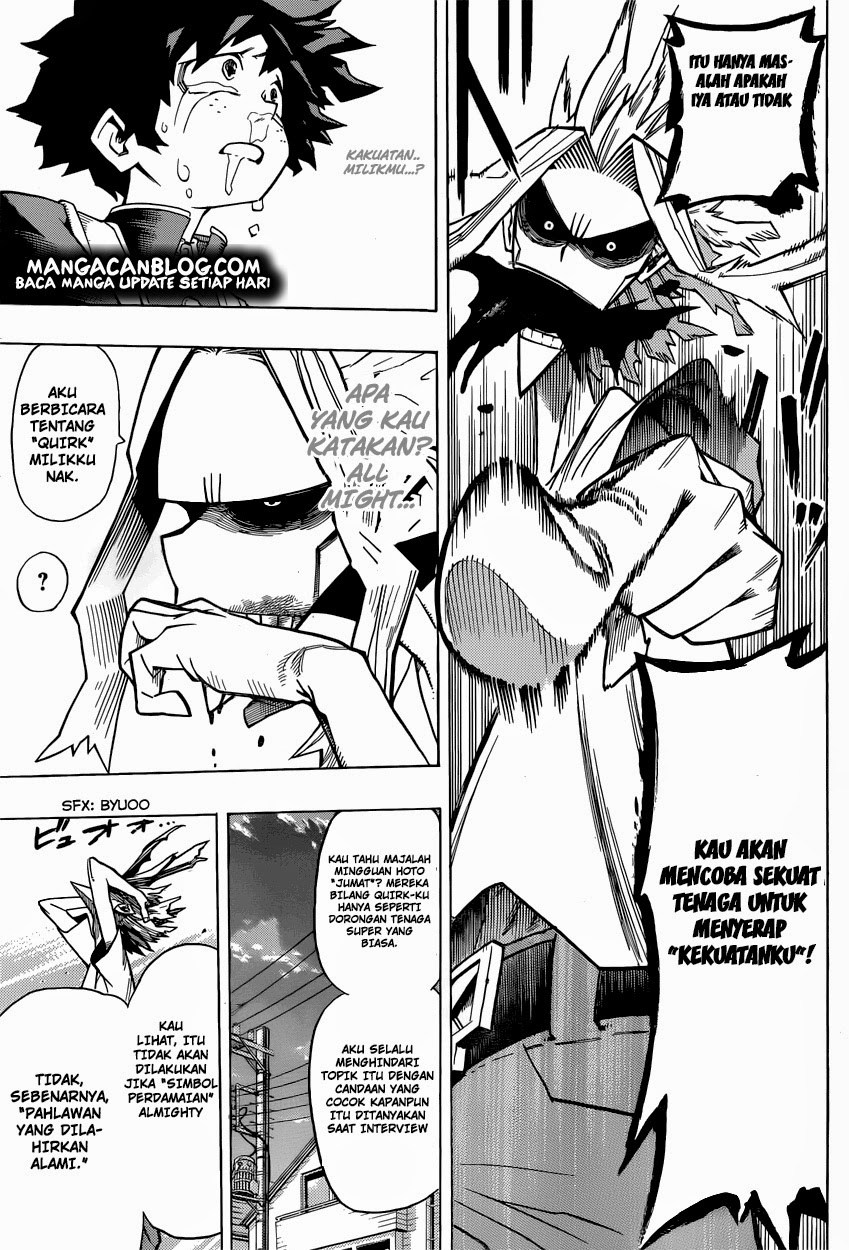 ITU HANYA MAS-
ALAH APAKAH
IYA ATAU TIDAK
KAU AKAN
MENCOBA SEKUAT
TENAGA UNTUK
MENYERAP
"KEKUATANKU"!
KAKUATAN..
MILIKMU...?
MANGACANBLOG.COM
BACA MANGA UPDATE SETIAP HARI
APA
YANG KAU
KATAKAN?
ALL
MIGHT...
AKU
BERBICARA
TENTANG
"QUIRK"
MILIKKU
NAK.
?
KAU TAHU MAJALAH
MINGGUAN HOTO
"JUMAT"? MEREKA
BILANG QUIRK-KU
HANYA SEPERTI
DORONGAN TENAGA
SUPER YANG
BIASA.
AKU SELALU
MENGHINDARI
TOPIK ITU DENGAN
CANDAAN YANG
COCOK KAPANPUN
ITU DITANYAKAN
SAAT INTERVIEW
SFX: BYUOO
ビュオォ…
KAU
LIHAT, ITU
TIDAK AKAN
DILAKUKAN
JIKA "SIMBOL
PERDAMAIAN"
ALMIGHTY
TIDAK,
SEBENARNYA,
"PAHLAWAN
YANG DILA-
HIRKAN
ALAMI."